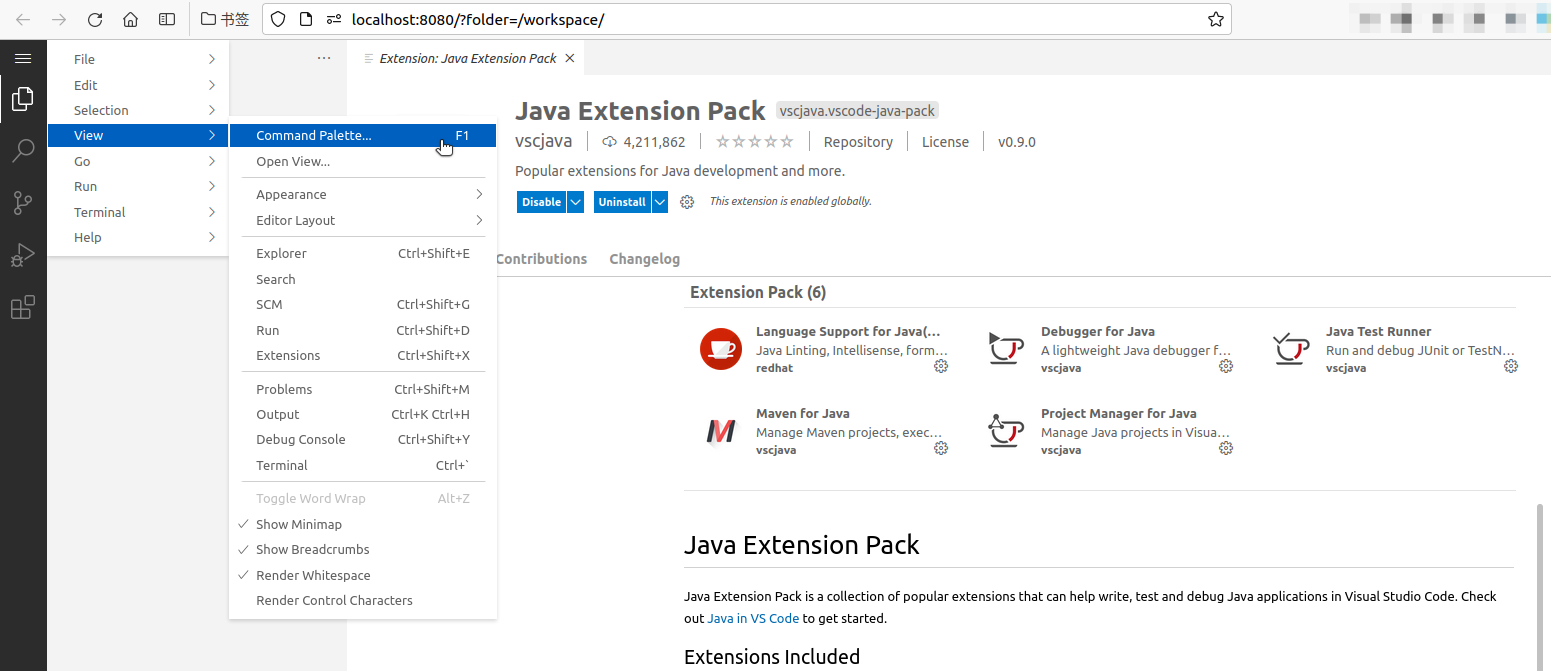 书签
localhost:8080/?folder=/workspace/
File
Edit
Selection
View
Go
Run
Terminal
Help
Command Palette... F1
Open View...
Appearance
Editor Layout
Explorer Ctrl+Shift+E
Search
SCM Ctrl+Shift+G
Run Ctrl+Shift+D
Extensions Ctrl+Shift+X
Problems Ctrl+Shift+M
Output Ctrl+K Ctrl+H
Debug Console Ctrl+Shift+Y
Terminal Ctrl+`
Toggle Word Wrap Alt+Z
Show Minimap
Show Breadcrumbs
Render Whitespace
Render Control Characters
Extension: Java Extension Pack
Java Extension Pack vscjava.vscode-java-pack
vscjava 4,211,862 Repository License v0.9.0
Popular extensions for Java development and more.
Disable Uninstall This extension is enabled globally.
Contributions Changelog
Extension Pack (6)
Language Support for Java(...
Java Linting, Intellisense, form...
redhat
Debugger for Java
A lightweight Java debugger f...
vscjava
Java Test Runner
Run and debug JUnit or TestN...
vscjava
Maven for Java
Manage Maven projects, exec...
vscjava
Project Manager for Java
Manage Java projects in Visua...
vscjava
Java Extension Pack
Java Extension Pack is a collection of popular extensions that can help write, test and debug Java applications in Visual Studio Code. Check
out Java in VS Code to get started.
Extensions Included